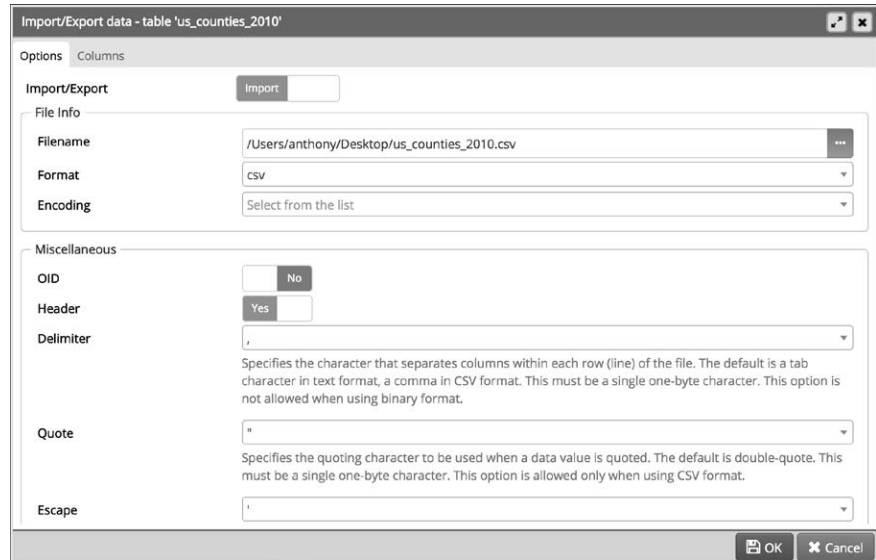 Import/Export data - table 'us_counties_2010'
Options Columns
Import/Export Import
File Info
Filename /Users/anthony/Desktop/us_counties_2010.csv ...
Format csv
Encoding Select from the list
Miscellaneous
OID No
Header Yes
Delimiter ,
Specifies the character that separates columns within each row (line) of the file. The default is a tab
character in text format, a comma in CSV format. This must be a single one-byte character. This option is
not allowed when using binary format.
Quote "
Specifies the quoting character to be used when a data value is quoted. The default is double-quote. This
must be a single one-byte character. This option is allowed only when using CSV format.
Escape '
OK Cancel